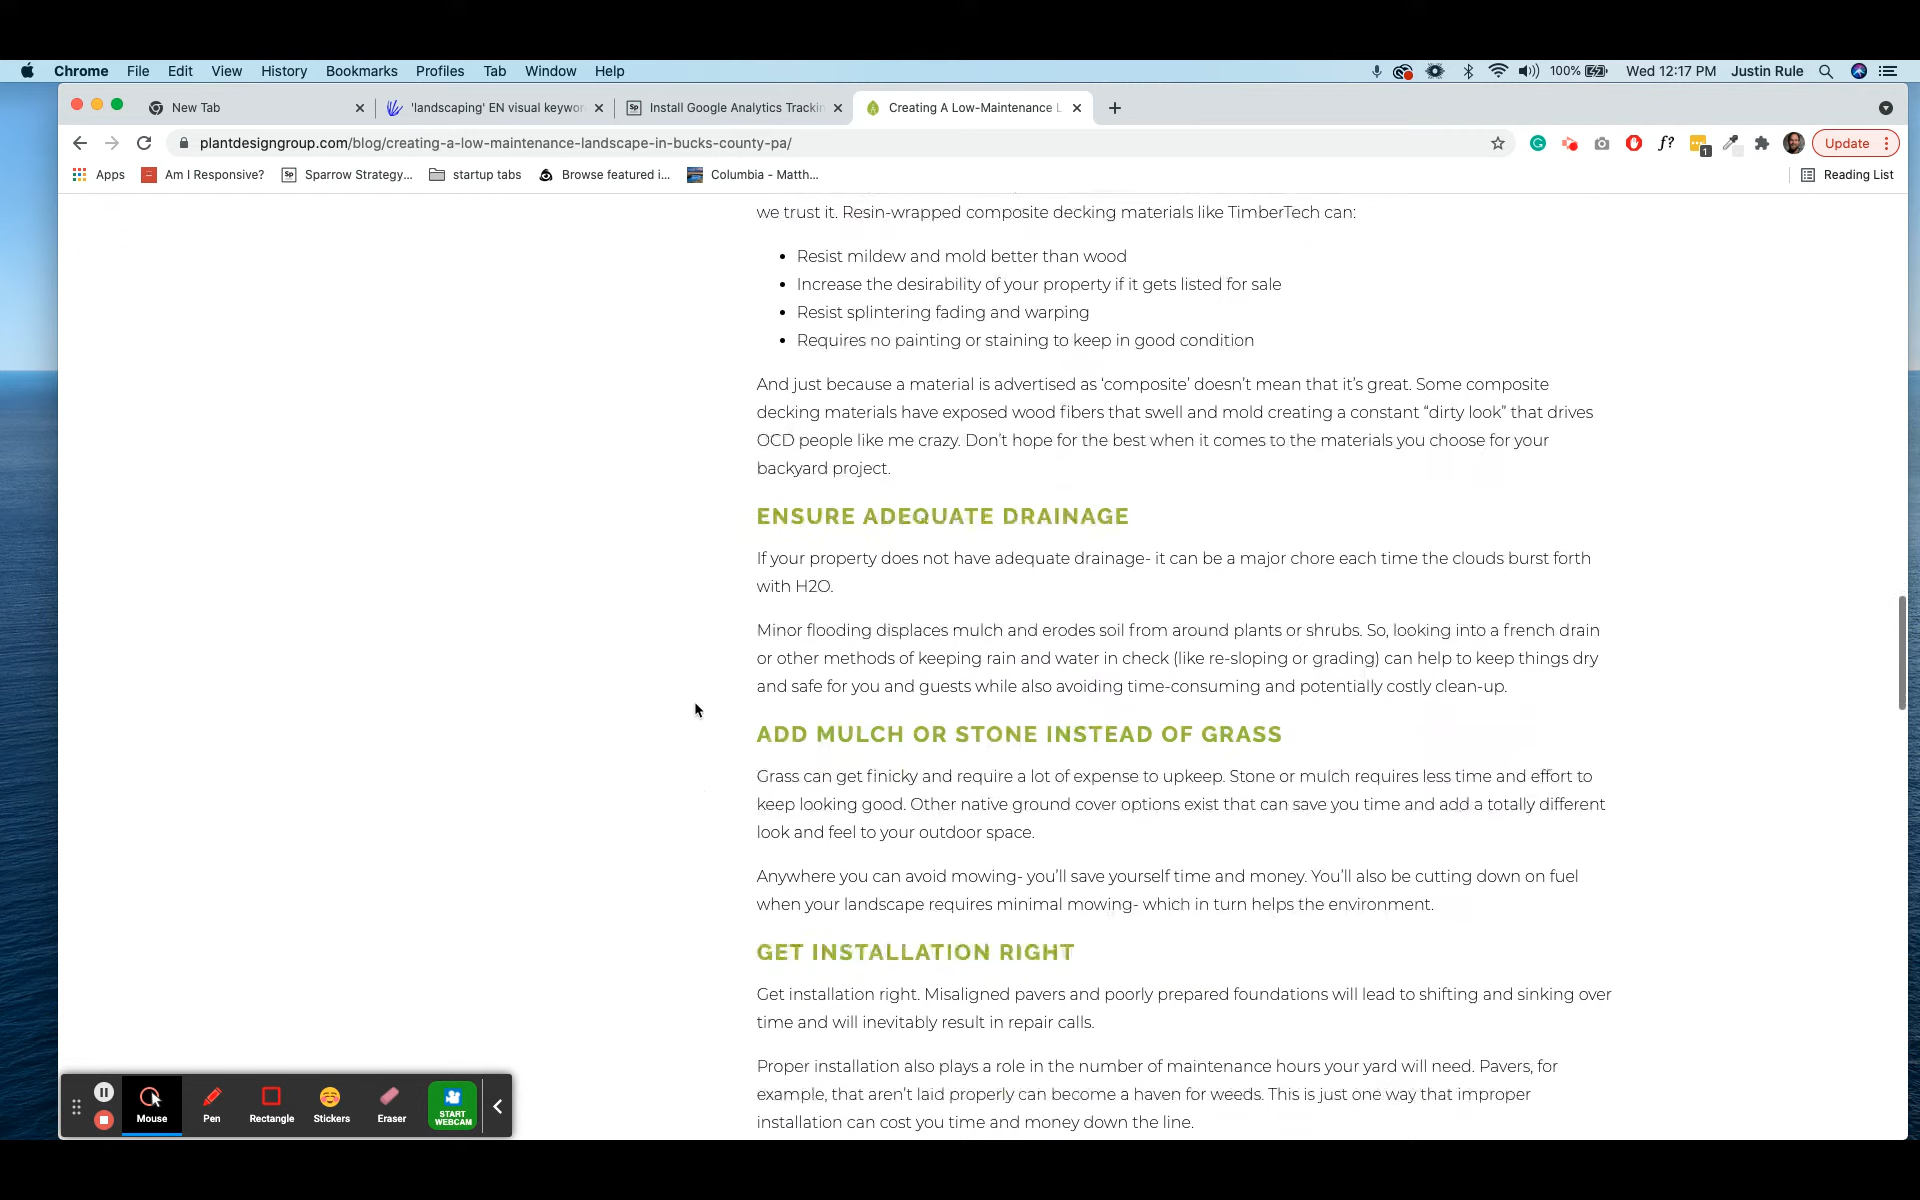 Chrome File Edit View History Bookmarks Profiles Tab Window Help 100% Wed 12:17 PM Justin Rule
New Tab 'landscaping' EN visual keywor Install Google Analytics Trackin Creating A Low-Maintenance L
plantdesigngroup.com/blog/creating-a-low-maintenance-landscape-in-bucks-county-pa/ f? 1 Update
Apps Am I Responsive? Sp Sparrow Strategy... startup tabs Browse featured i... Columbia - Matth... Reading List
we trust it. Resin-wrapped composite decking materials like TimberTech can:
• Resist mildew and mold better than wood
• Increase the desirability of your property if it gets listed for sale
• Resist splintering fading and warping
• Requires no painting or staining to keep in good condition
And just because a material is advertised as ‘composite’ doesn’t mean that it’s great. Some composite
decking materials have exposed wood fibers that swell and mold creating a constant “dirty look” that drives
OCD people like me crazy. Don’t hope for the best when it comes to the materials you choose for your
backyard project.
ENSURE ADEQUATE DRAINAGE
If your property does not have adequate drainage- it can be a major chore each time the clouds burst forth
with H2O.
Minor flooding displaces mulch and erodes soil from around plants or shrubs. So, looking into a french drain
or other methods of keeping rain and water in check (like re-sloping or grading) can help to keep things dry
and safe for you and guests while also avoiding time-consuming and potentially costly clean-up.
ADD MULCH OR STONE INSTEAD OF GRASS
Grass can get finicky and require a lot of expense to upkeep. Stone or mulch requires less time and effort to
keep looking good. Other native ground cover options exist that can save you time and add a totally different
look and feel to your outdoor space.
Anywhere you can avoid mowing- you’ll save yourself time and money. You’ll also be cutting down on fuel
when your landscape requires minimal mowing- which in turn helps the environment.
GET INSTALLATION RIGHT
Get installation right. Misaligned pavers and poorly prepared foundations will lead to shifting and sinking over
time and will inevitably result in repair calls.
Proper installation also plays a role in the number of maintenance hours your yard will need. Pavers, for
example, that aren’t laid properly can become a haven for weeds. This is just one way that improper
installation can cost you time and money down the line.
Mouse Pen Rectangle Stickers Eraser START WEBCAM